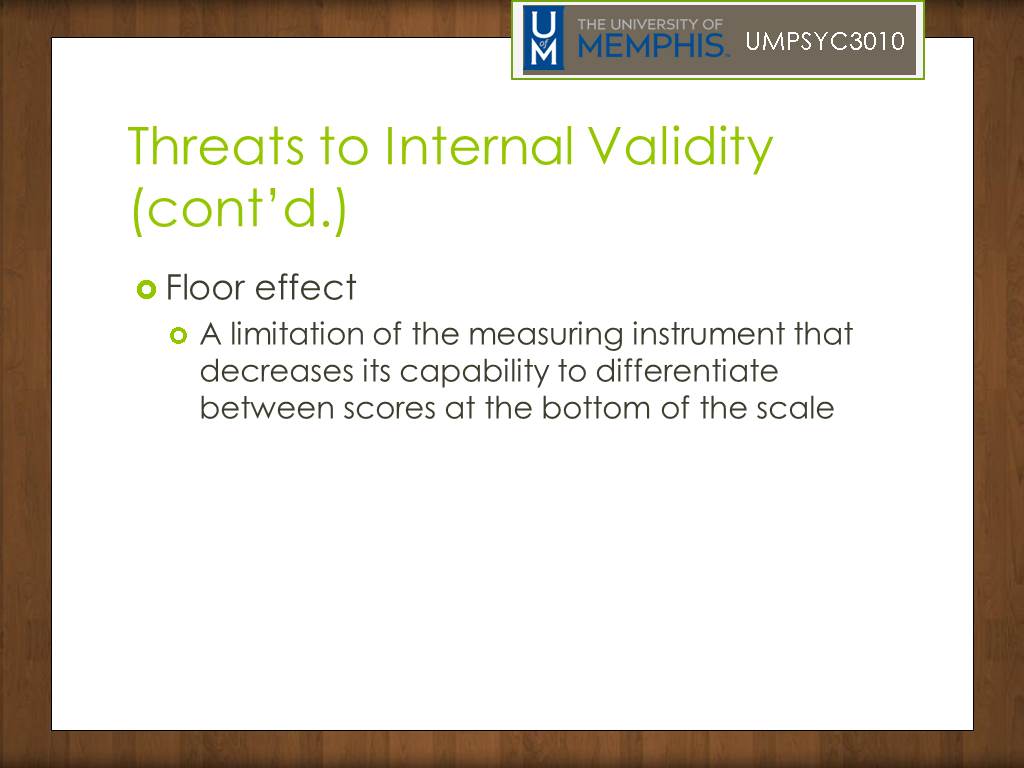 U
of
M
THE UNIVERSITY OF
MEMPHIS™ UMPSYC3010
Threats to Internal Validity
(cont’d.)
Floor effect
A limitation of the measuring instrument that
decreases its capability to differentiate
between scores at the bottom of the scale